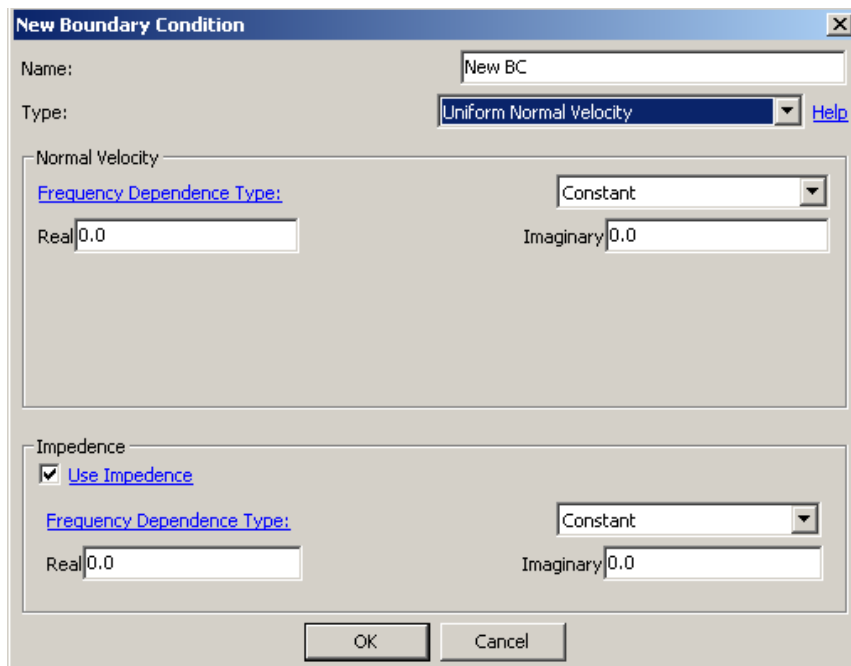 New Boundary Condition
Name: New BC
Type: Uniform Normal Velocity Help
Normal Velocity
Frequency Dependence Type: Constant
Real 0.0 Imaginary 0.0
Impedence
Use Impedence
Frequency Dependence Type: Constant
Real 0.0 Imaginary 0.0
OK Cancel